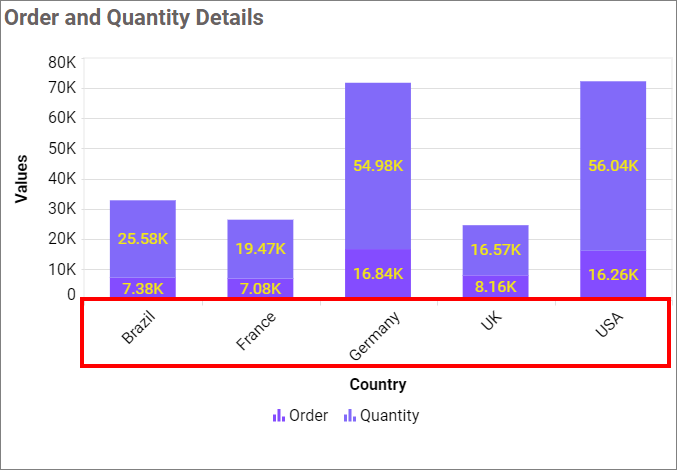 Order and Quantity Details
80K
70K
60K
50K
40K
30K
20K
10K
0
Values
25.58K
19.47K
54.98K
16.57K
56.04K
7.38K
7.08K
16.84K
8.16K
16.26K
Brazil
France
Germany
UK
USA
Country
Order Quantity